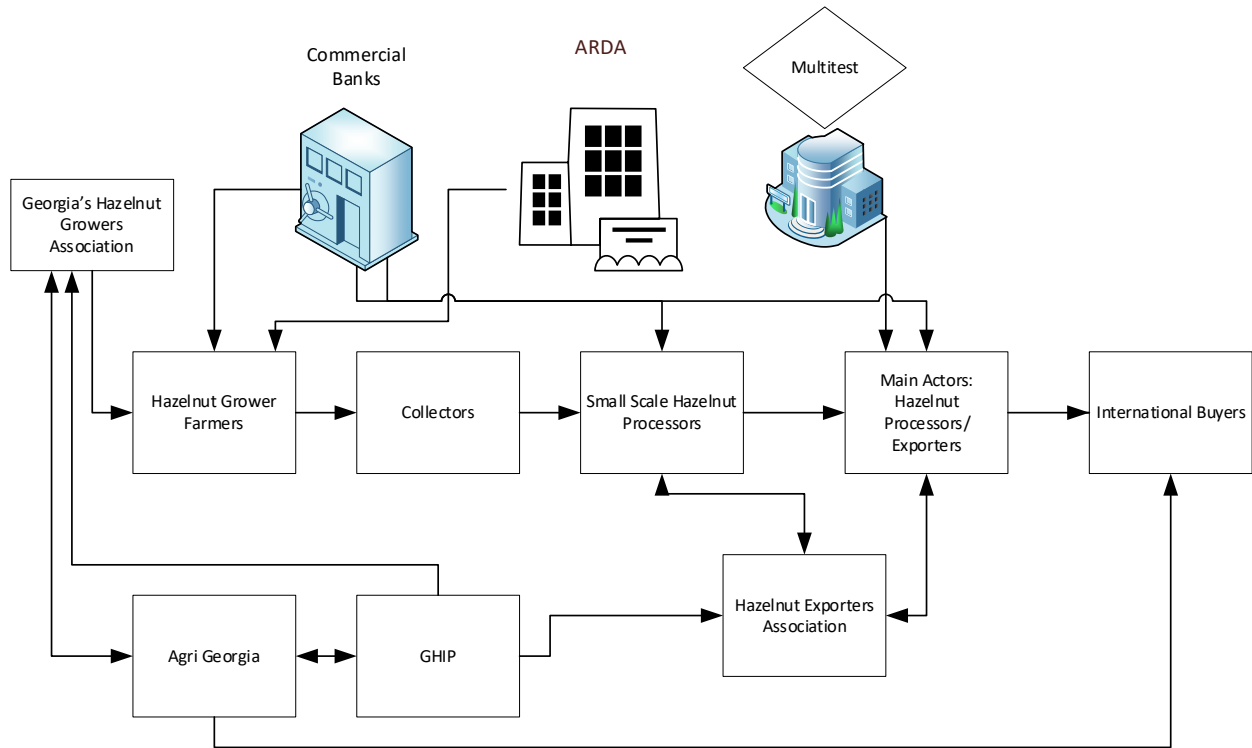 Commercial
Banks
ARDA
Multitest
Georgia’s Hazelnut
Growers
Association
Hazelnut Grower
Farmers
Collectors
Small Scale Hazelnut
Processors
Main Actors:
Hazelnut
Processors/
Exporters
International Buyers
Hazelnut Exporters
Association
Agri Georgia
GHIP